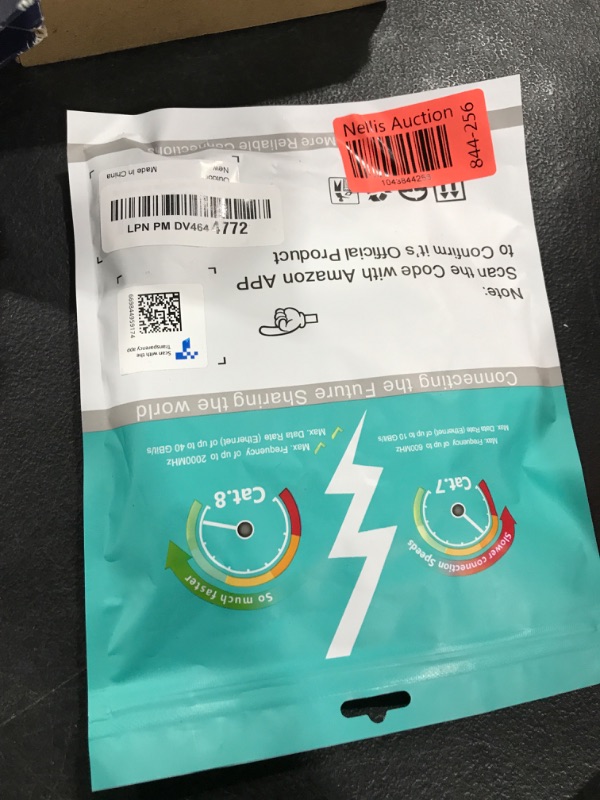 So much faster
Cat.8
Max. Frequency of up to 2000MHz
Max. Data Rate (Ethernet) of up to 40 GBit/s
Slower connection Speeds
Cat.7
Max. Frequency of up to 600MHz
Max. Data Rate (Ethernet) of up to 10 GBit/s
Connecting the Future Sharing the world
Scan with the
Transparency app
Note:
Scan the Code with Amazon APP
to Confirm it's Official Product
LPN PM DV464 4772
New
Made in China
More Reliable Connections
Nellis Auction
844-256